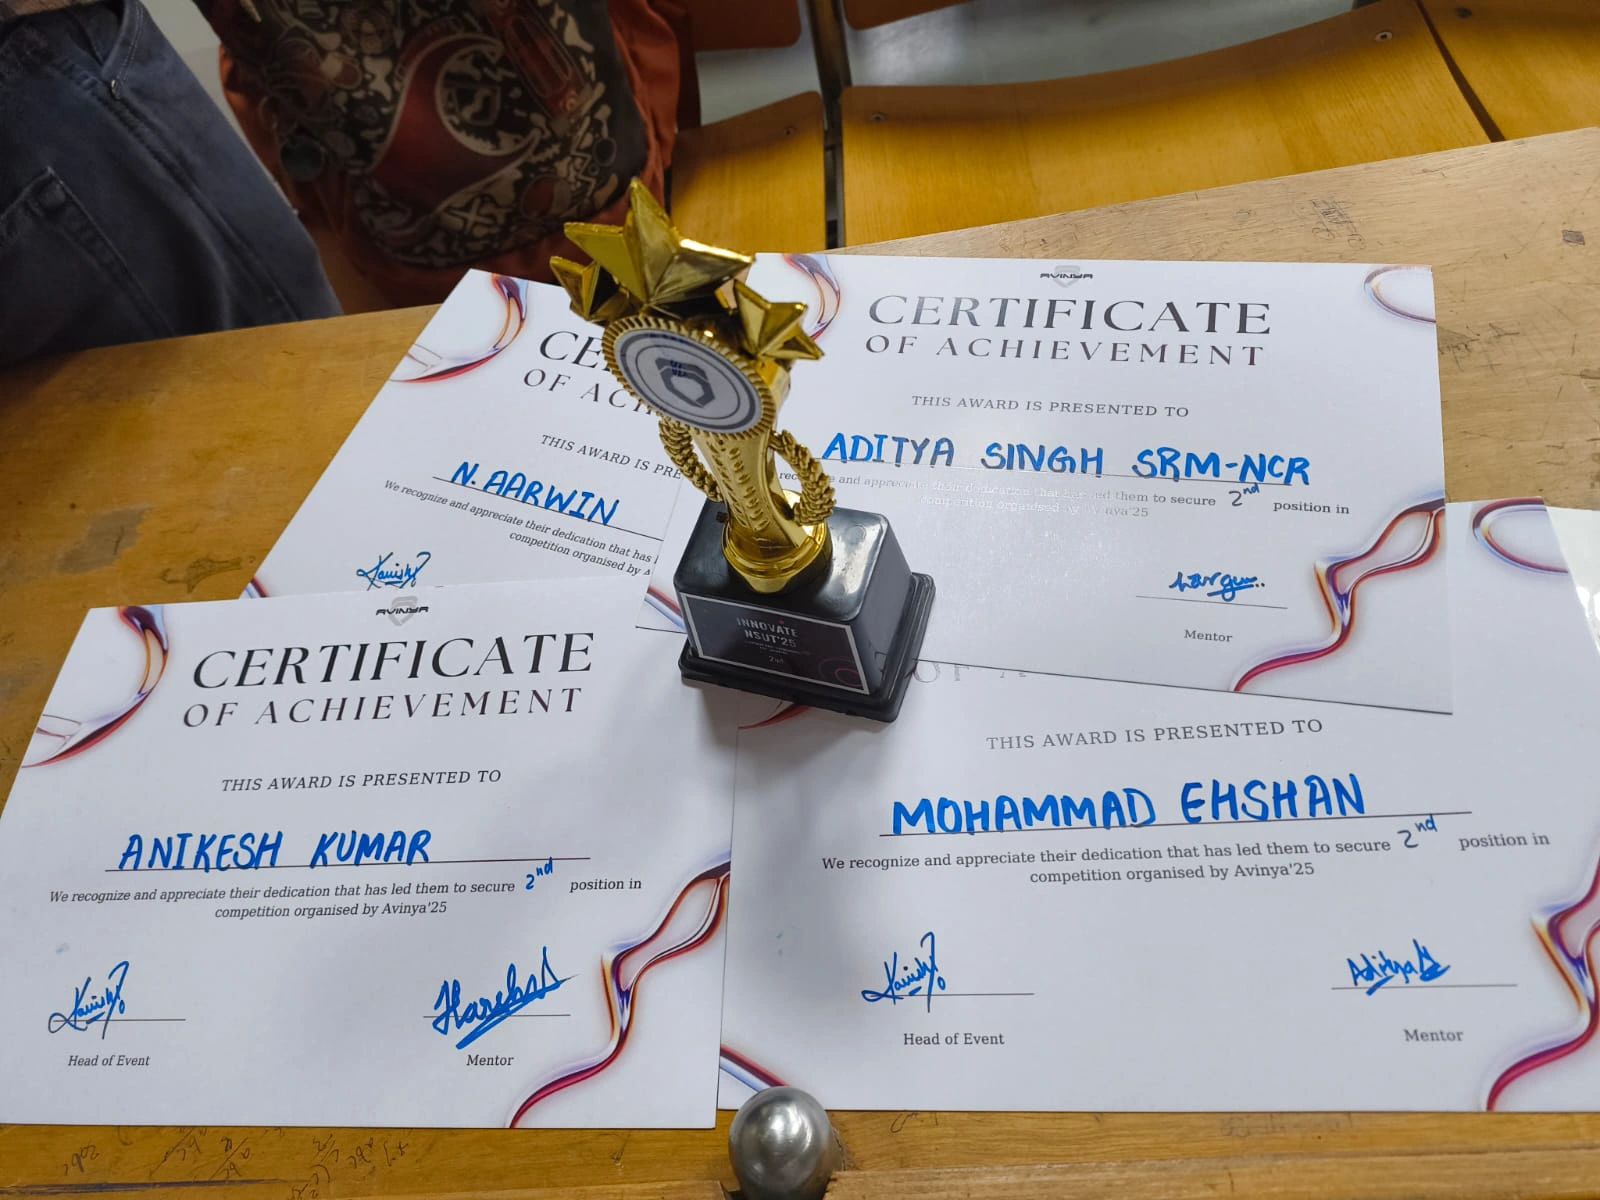 AVINYA
CERTIFICATE
OF ACHIEVEMENT
THIS AWARD IS PRESENTED TO
ADITYA SINGH SRM-NCR
and appreciate their dedication that has led them to secure 2nd position in
competition organised by Avinya'25
Mentor
OF
THIS AWARD IS
N. AARWIN
We recognize and appreciate their dedication that has
competition organised by
INNOVATE
NSUT'25
2nd
AVINYA
CERTIFICATE
OF ACHIEVEMENT
THIS AWARD IS PRESENTED TO
ANIKESH KUMAR
We recognize and appreciate their dedication that has led them to secure 2nd position in
competition organised by Avinya'25
Head of Event
Mentor
THIS AWARD IS PRESENTED TO
MOHAMMAD EHSHAN
We recognize and appreciate their dedication that has led them to secure 2nd position in
competition organised by Avinya'25
Head of Event
Mentor